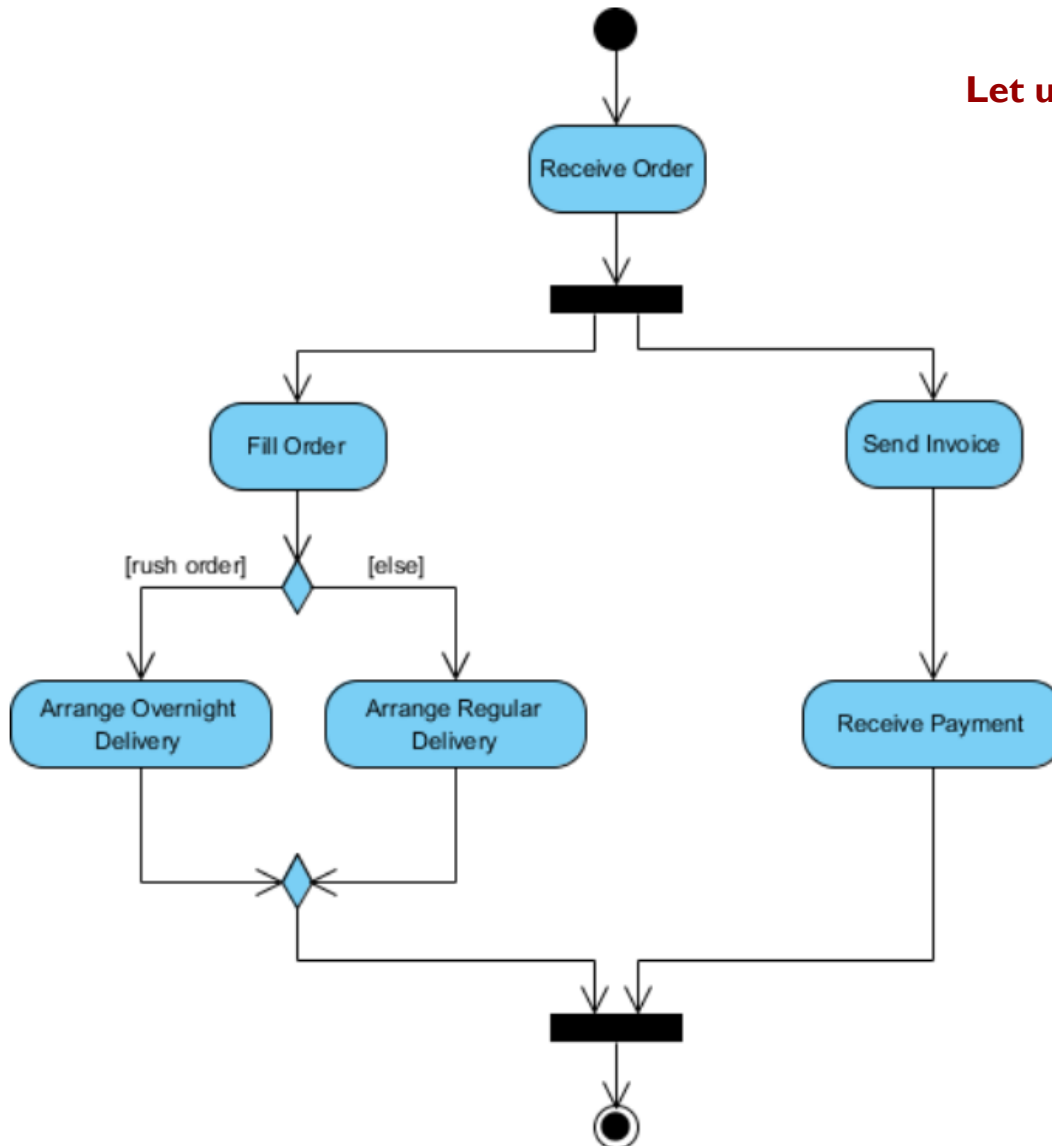 Let u
Receive Order
Fill Order
Send Invoice
[rush order]
[else]
Arrange Overnight
Delivery
Arrange Regular
Delivery
Receive Payment